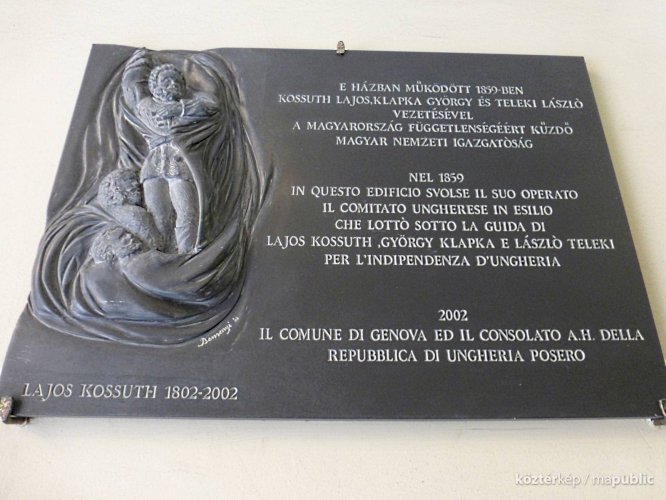 E HÁZBAN MŰKÖDÖTT 1859-BEN
KOSSUTH LAJOS,KLAPKA GYÖRGY ÉS TELEKI LÁSZLÒ
VEZETÉSÉVEL
A MAGYARORSZÁG FÜGGETLENSÉGÉÉRT KÜZDŐ
MAGYAR NEMZETI IGAZGATÒSÁG
NEL 1859
IN QUESTO EDIFICIO SVOLSE IL SUO OPERATO
IL COMITATO UNGHERESE IN ESILIO
CHE LOTTÒ SOTTO LA GUIDA DI
LAJOS KOSSUTH ,GYÖRGY KLAPKA E LÁSZLÒ TELEKI
PER L'INDIPENDENZA D'UNGHERIA
2002
IL COMUNE DI GENOVA ED IL CONSOLATO A.H. DELLA
REPUBBLICA DI UNGHERIA POSERO
LAJOS KOSSUTH 1802-2002
köztérkép / mapublic